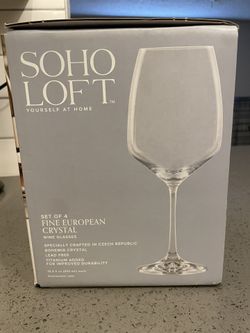 SOHO
LOFT™
YOURSELF AT HOME
SET OF 4
FINE EUROPEAN
CRYSTAL
WINE GLASSES
SPECIALLY CRAFTED IN CZECH REPUBLIC
BOHEMIA CRYSTAL
LEAD FREE
TITANIUM ADDED
FOR IMPROVED DURABILITY